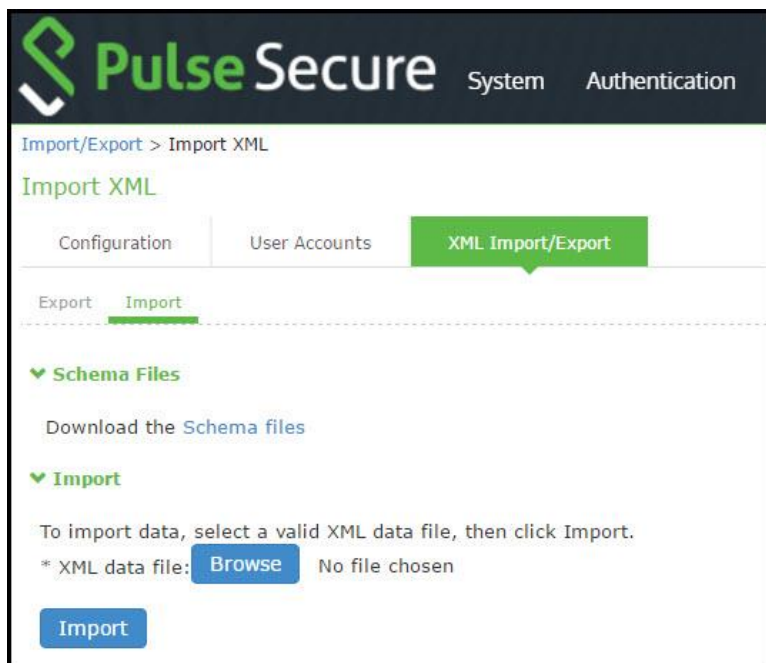 Pulse Secure System Authentication
Import/Export > Import XML
Import XML
Configuration User Accounts XML Import/Export
Export Import
Schema Files
Download the Schema files
Import
To import data, select a valid XML data file, then click Import.
* XML data file: Browse No file chosen
Import